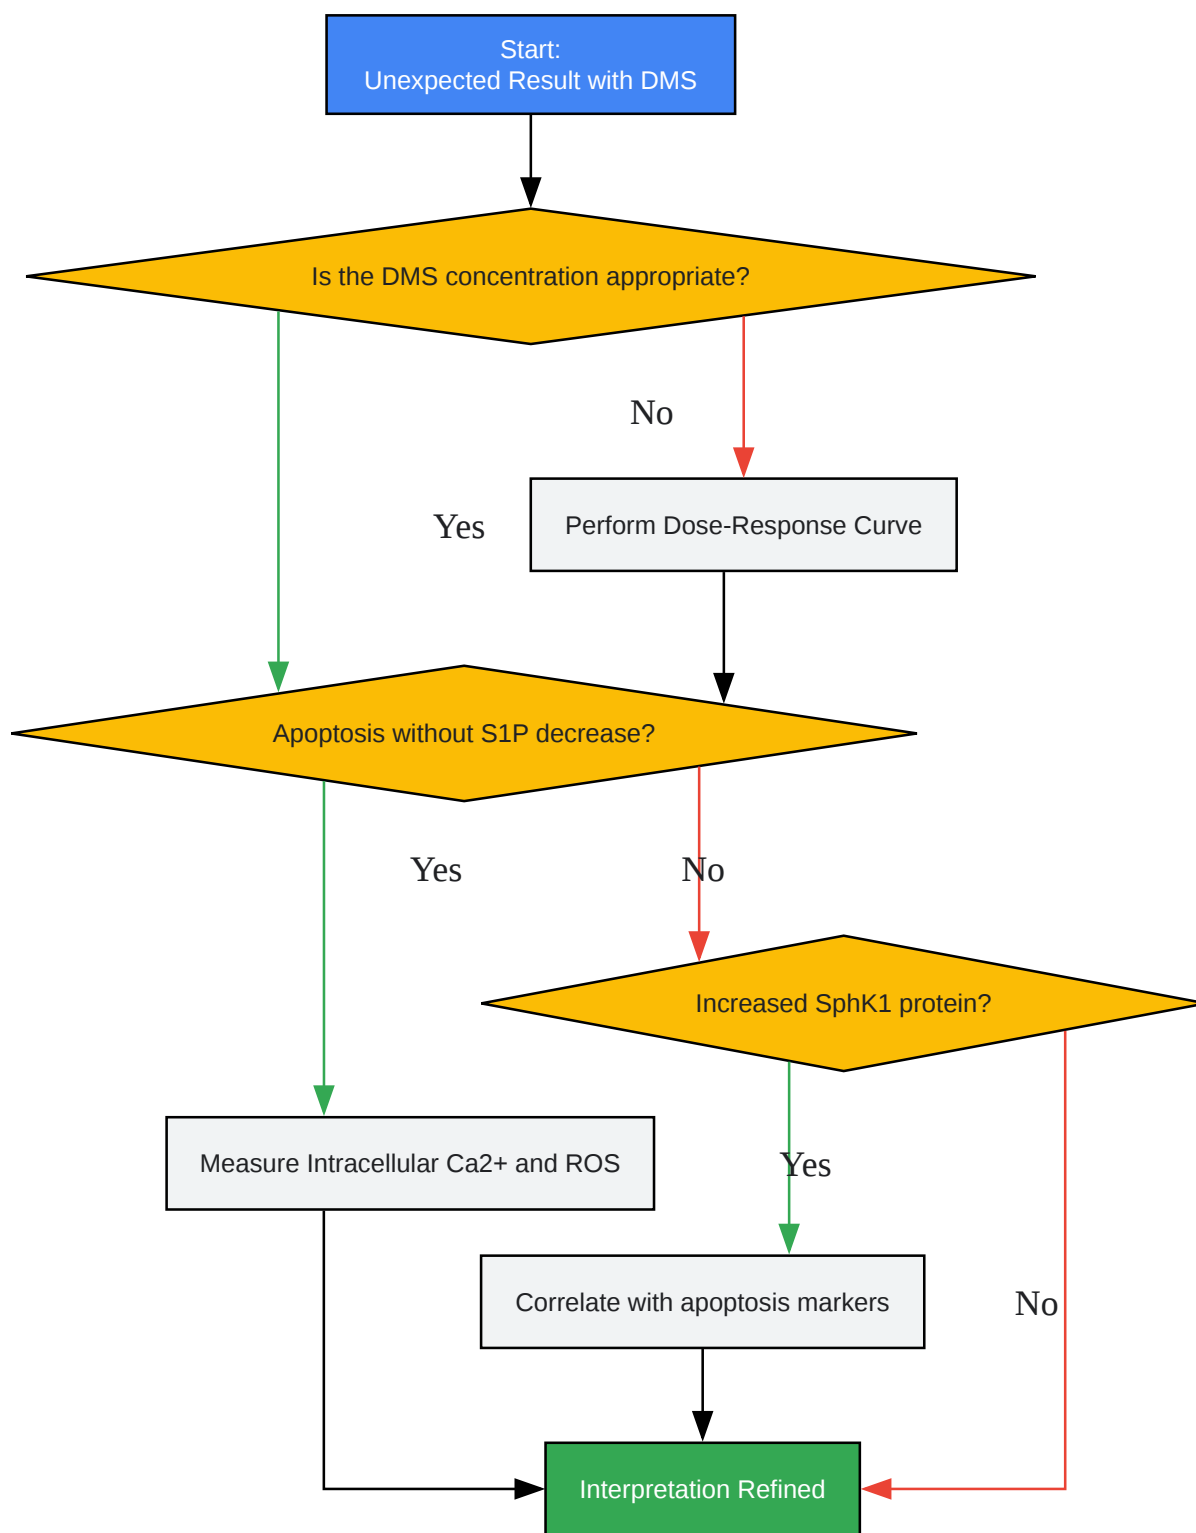 Start:
Unexpected Result with DMS
Is the DMS concentration appropriate?
No
Yes
Perform Dose-Response Curve
Apoptosis without S1P decrease?
Yes
No
Increased SphK1 protein?
Measure Intracellular Ca2+ and ROS
Yes
Correlate with apoptosis markers
No
Interpretation Refined